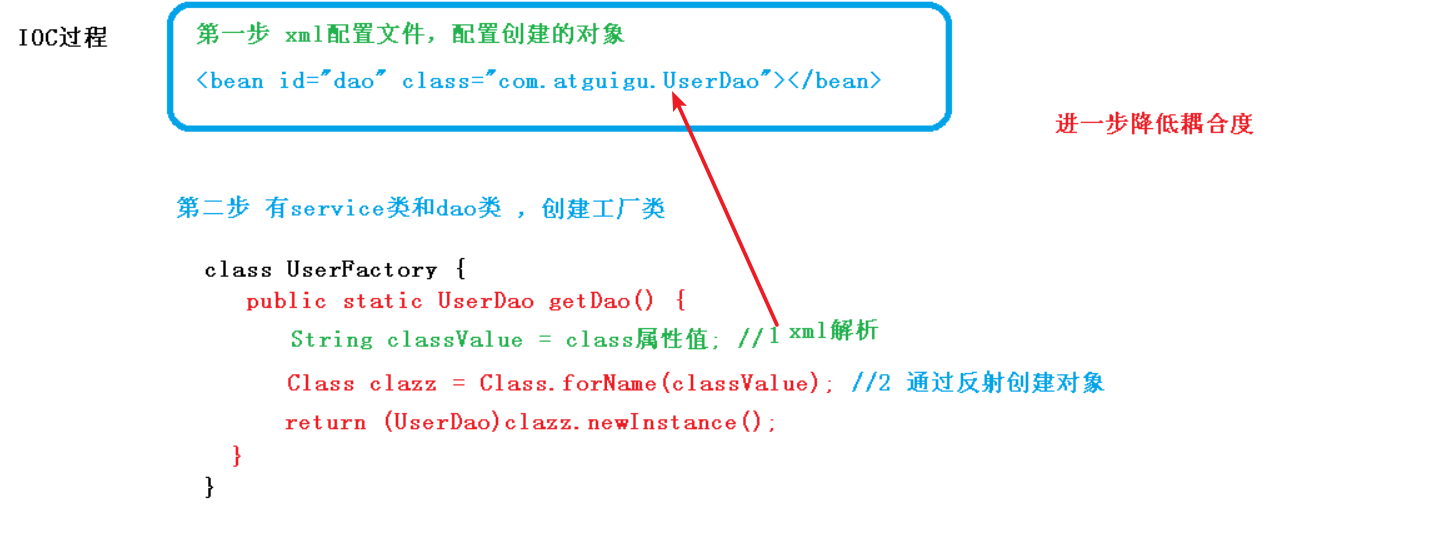 IOC过程
第一步 xml配置文件，配置创建的对象
<bean id="dao" class="com.atguigu.UserDao"></bean>
进一步降低耦合度
第二步 有service类和dao类 ，创建工厂类
class UserFactory {
public static UserDao getDao() {
String classValue = class属性值; //1 xml解析
Class clazz = Class.forName(classValue); //2 通过反射创建对象
return (UserDao)clazz.newInstance();
}
}